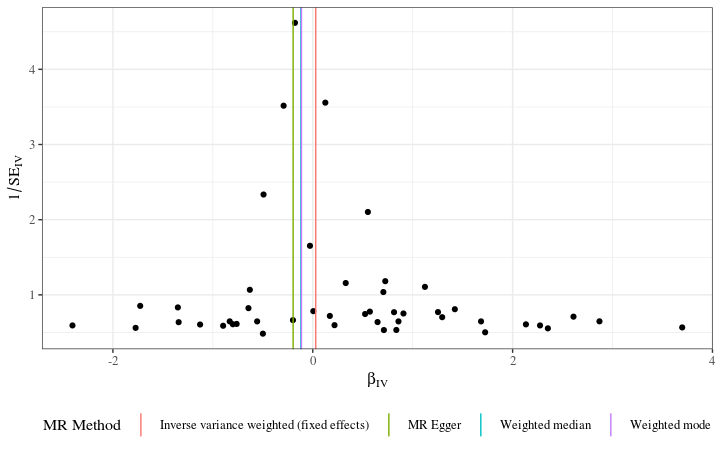 4
3
2
1
1/SE_IV
-2
0
2
4
β_IV
MR Method
Inverse variance weighted (fixed effects)
MR Egger
Weighted median
Weighted mode